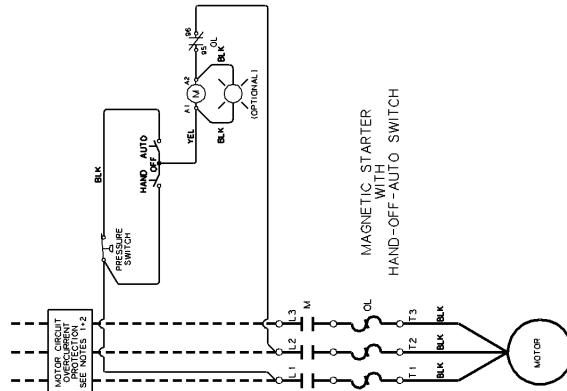 MOTOR CIRCUIT
OVERCURRENT
PROTECTION
SEE NOTES 1+2
PRESSURE
SWITCH
BLK
HAND
OFF
AUTO
YEL
A1
M
A2
95
96
OL
BLK
BLK
(OPTIONAL)
MAGNETIC STARTER
WITH
HAND-OFF-AUTO SWITCH
L1
L2
L3
M
OL
T1
T2
T3
BLK
BLK
BLK
MOTOR